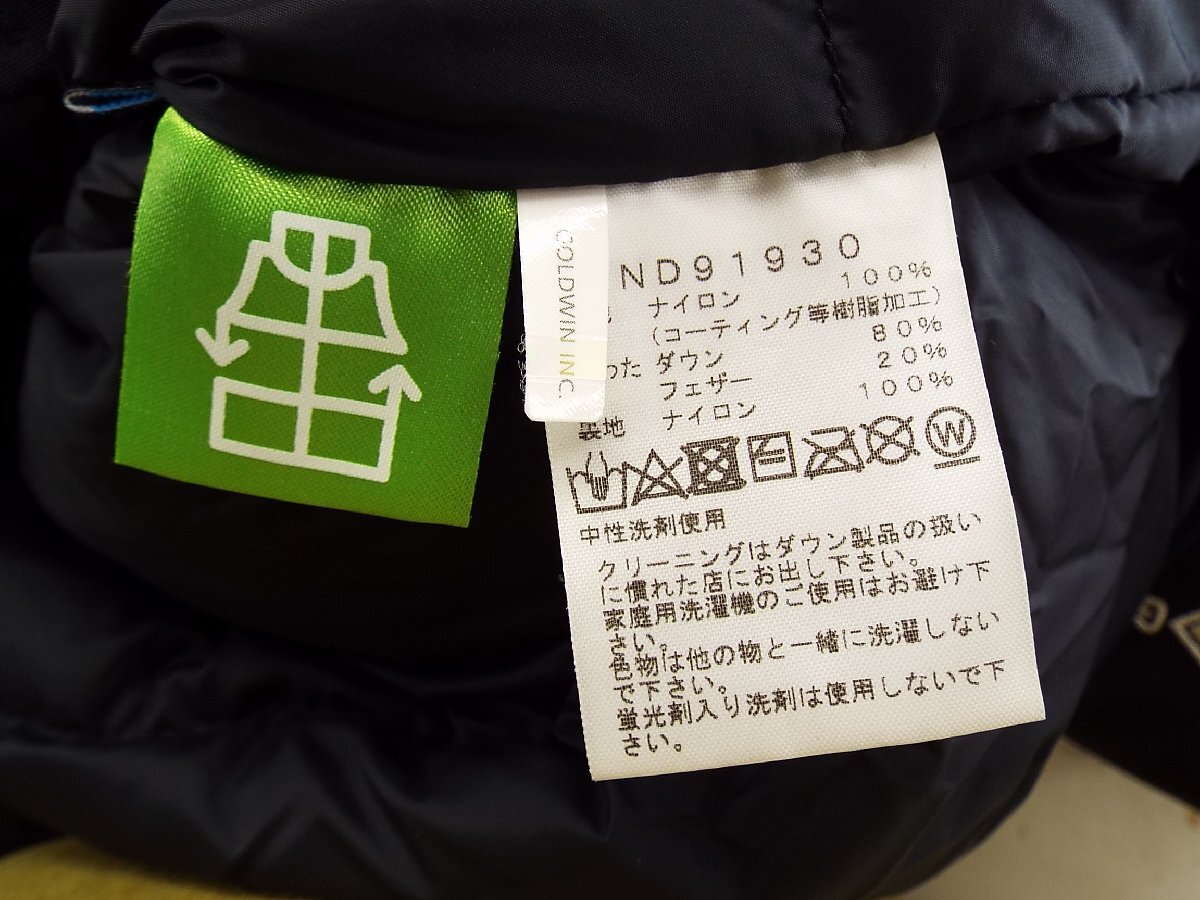 GOLDWIN INC.
ND91930
ナイロン 100%
(コーティング等樹脂加工)
わた ダウン 80%
フェザー 20%
裏地 ナイロン 100%
W
中性洗剤使用
クリーニングはダウン製品の扱い
に慣れた店にお出し下さい。
家庭用洗濯機のご使用はお避け下
さい。
色物は他の物と一緒に洗濯しない
で下さい。
蛍光剤入り洗剤は使用しないで下
さい。